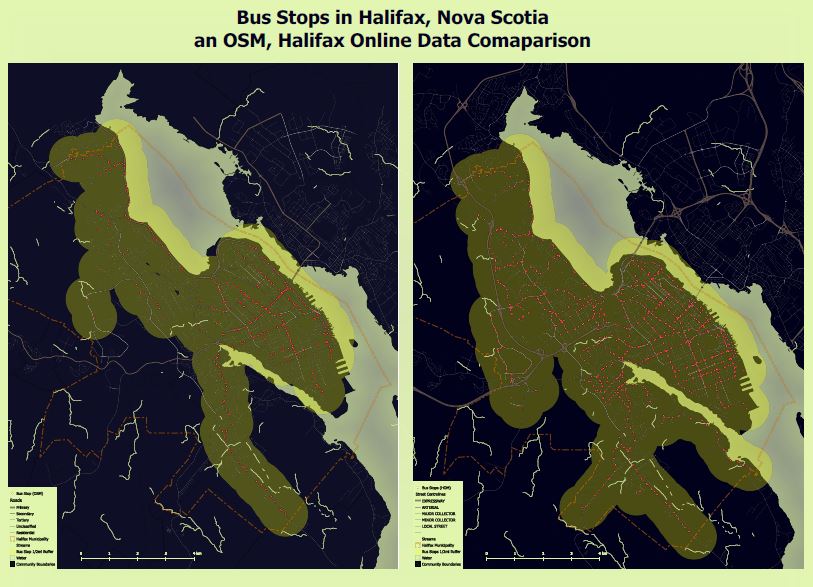 Bus Stops in Halifax, Nova Scotia
an OSM, Halifax Online Data Comaparison
Bus Stop (OSM)
Roads
Primary
Secondary
Tertiary
Unclassified
Residential
Halifax Municipality
Streams
Bus Stop 1/2ml Buffer
Water
Community Boundaries
0 1 2 3 4 km
Bus Stops (HDM)
Street Centrelines
EXPRESSWAY
ARTERIAL
MAJOR COLLECTOR
MINOR COLLECTOR
LOCAL STREET
Streams
Halifax Municipality
Bus Stops 1/2ml Buffer
Water
Community Boundaries
0 1 2 3 4 km